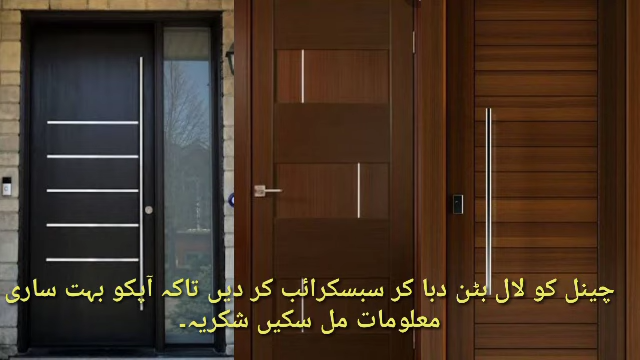 چینل کو لال بٹن دبا کر سبسکرائب کر دیں تاکہ آپکو بہت ساری
معلومات مل سکیں شکریہ۔